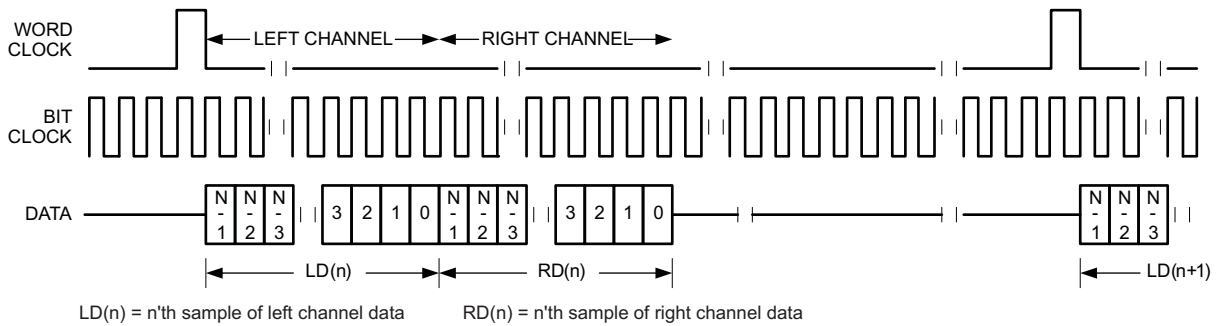 WORD
CLOCK
LEFT CHANNEL
RIGHT CHANNEL
BIT
CLOCK
DATA
N-1 N-2 N-3 3 2 1 0 N-1 N-2 N-3 3 2 1 0 N-1 N-2 N-3
LD(n) RD(n) LD(n+1)
LD(n) = n'th sample of left channel data RD(n) = n'th sample of right channel data